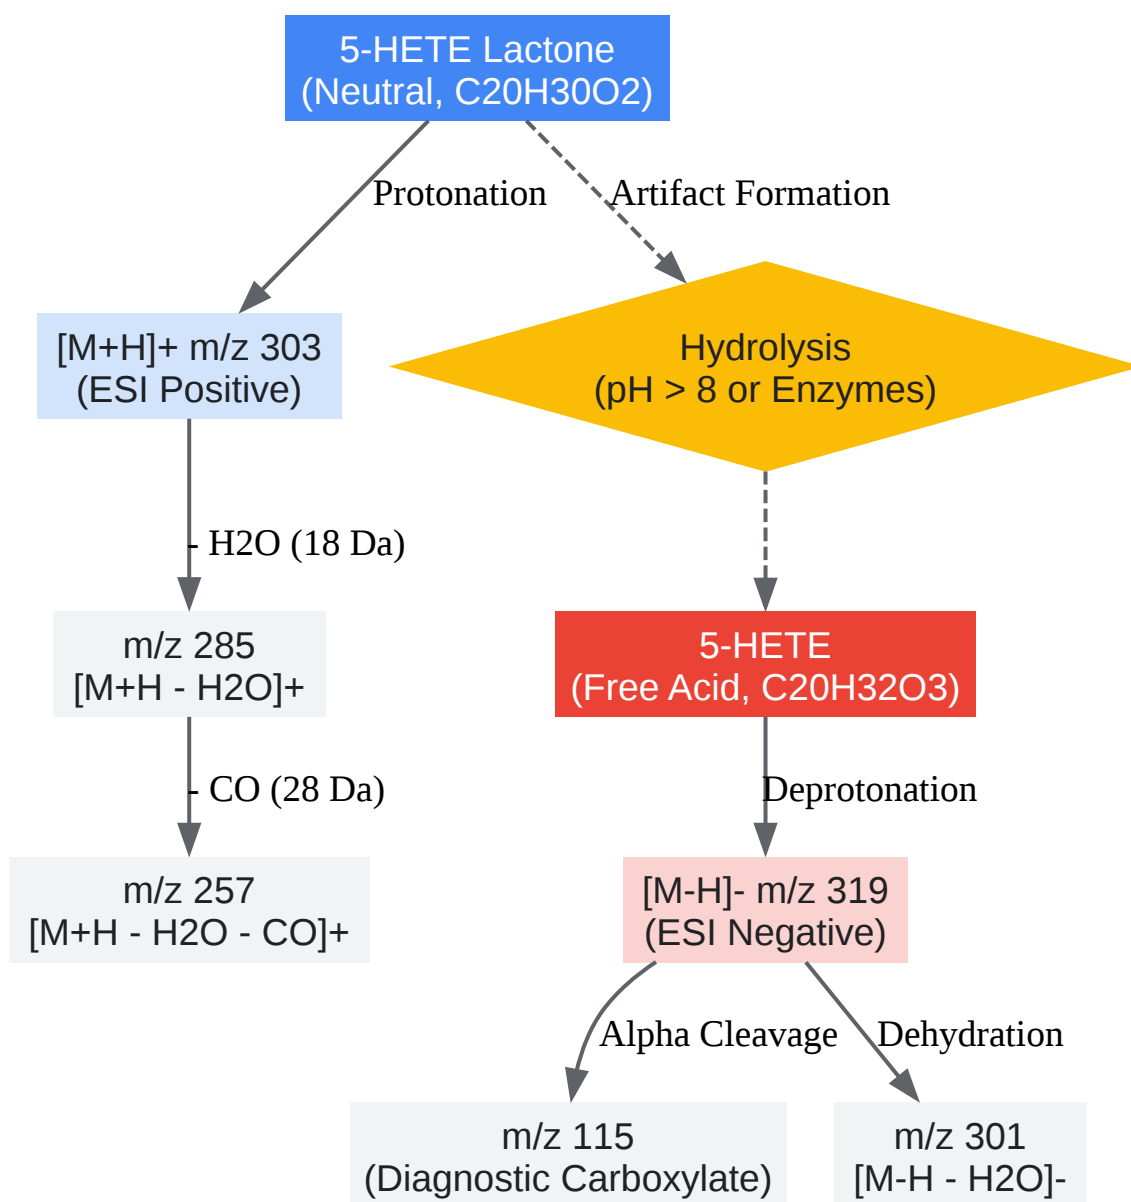 5-HETE Lactone
(Neutral, C20H30O2)
Protonation
Artifact Formation
[M+H]+ m/z 303
(ESI Positive)
Hydrolysis
(pH > 8 or Enzymes)
- H2O (18 Da)
m/z 285
[M+H - H2O]+
5-HETE
(Free Acid, C20H32O3)
- CO (28 Da)
Deprotonation
m/z 257
[M+H - H2O - CO]+
[M-H]- m/z 319
(ESI Negative)
Alpha Cleavage
Dehydration
m/z 115
(Diagnostic Carboxylate)
m/z 301
[M-H - H2O]-